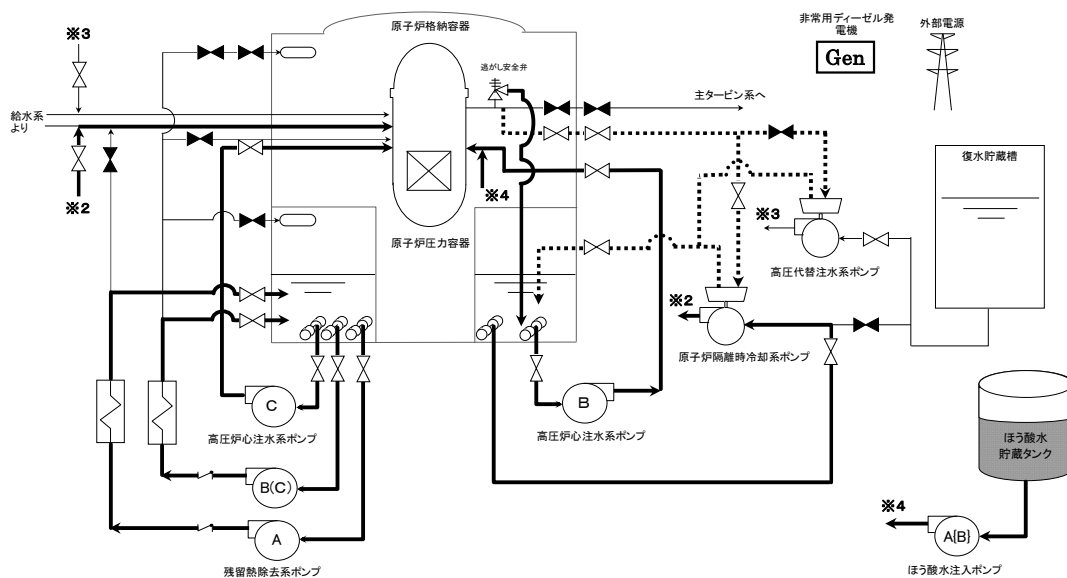 非常用ディーゼル発
電機
外部電源
Gen
※3
原子炉格納容器
逃がし安全弁
主タービン系へ
給水系
より
※2
※4
復水貯蔵槽
原子炉圧力容器
※3
高圧代替注水系ポンプ
※2
原子炉隔離時冷却系ポンプ
C
高圧炉心注水系ポンプ
B
高圧炉心注水系ポンプ
ほう酸水
貯蔵タンク
B(C)
A
残留熱除去系ポンプ
※4
A{B}
ほう酸水注入ポンプ